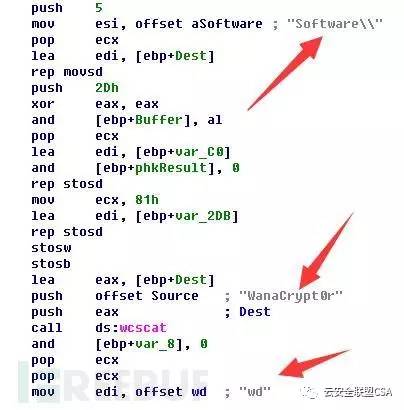 push 5
mov esi, offset aSoftware ; "Software\\"
pop ecx
lea edi, [ebp+Dest]
rep movsd
push 2Dh
xor eax, eax
and [ebp+Buffer], al
pop ecx
lea edi, [ebp+var_C0]
and [ebp+phkResult], 0
rep stosd
mov ecx, 81h
lea edi, [ebp+var_2DB]
rep stosd
stosw
stosb
lea eax, [ebp+Dest]
push offset Source ; "WanaCrypt0r"
push eax ; Dest
call ds:wcscat
and [ebp+var_8], 0
pop ecx
pop ecx
mov edi, offset wd ; "wd"
REEBUF
云安全联盟CSA